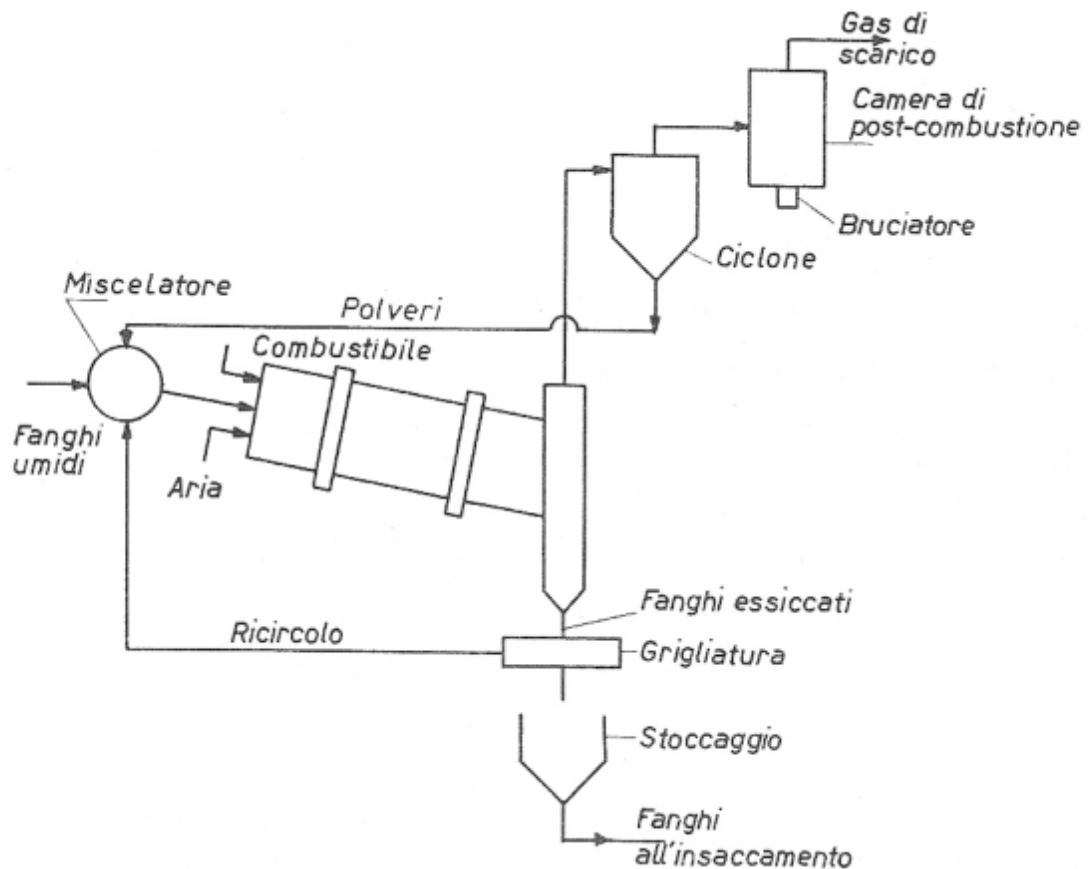 Gas di
scarico
Camera di
post-combustione
Bruciatore
Ciclone
Miscelatore
Polveri
Combustibile
Fanghi
umidi
Aria
Fanghi essiccati
Ricircolo
Grigliatura
Stoccaggio
Fanghi
all'insaccamento